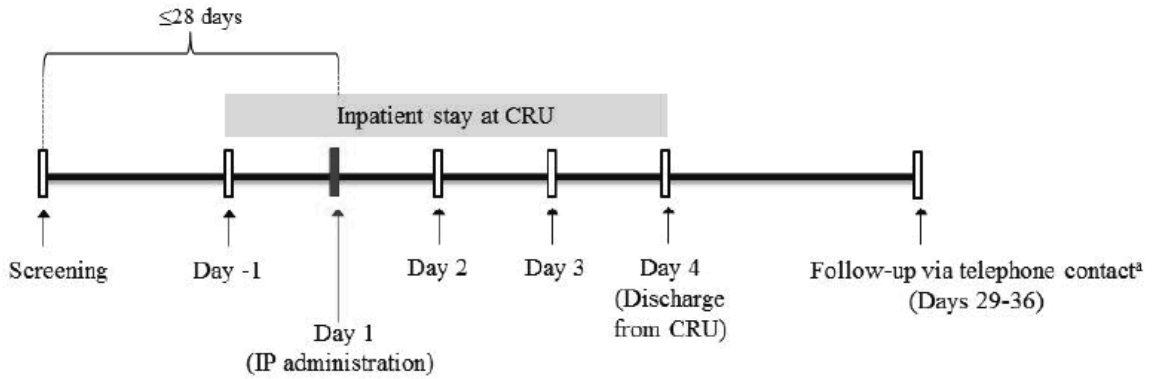 ≤28 days
Inpatient stay at CRU
Screening
Day -1
Day 1
(IP administration)
Day 2
Day 3
Day 4
(Discharge
from CRU)
Follow-up via telephone contactᵃ
(Days 29-36)